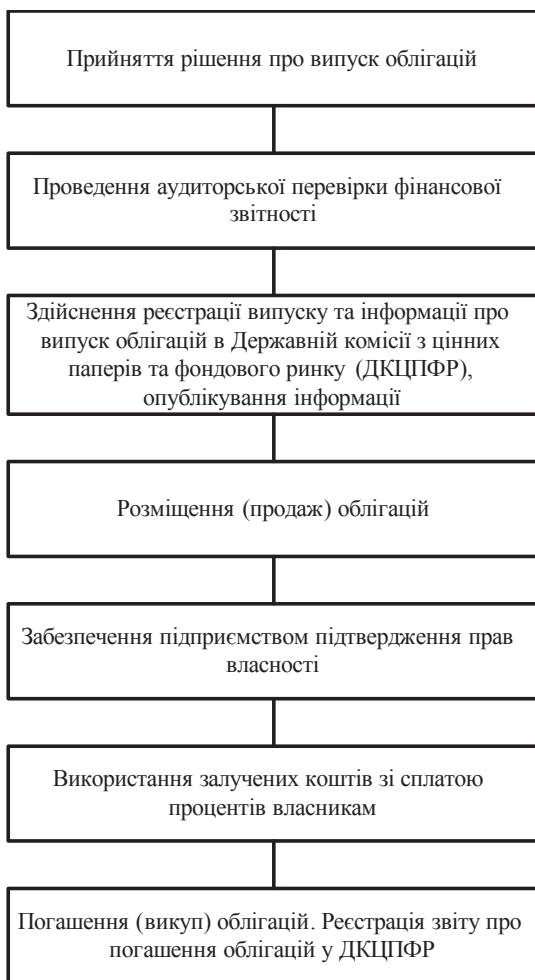 Прийняття рішення про випуск облігацій
Проведення аудиторської перевірки фінансової
звітності
Здійснення реєстрації випуску та інформації про
випуск облігацій в Державній комісії з цінних
паперів та фондового ринку (ДКЦПФР),
опублікування інформації
Розміщення (продаж) облігацій
Забезпечення підприємством підтвердження прав
власності
Використання залучених коштів зі сплатою
процентів власникам
Погашення (викуп) облігацій. Реєстрація звіту про
погашення облігацій у ДКЦПФР